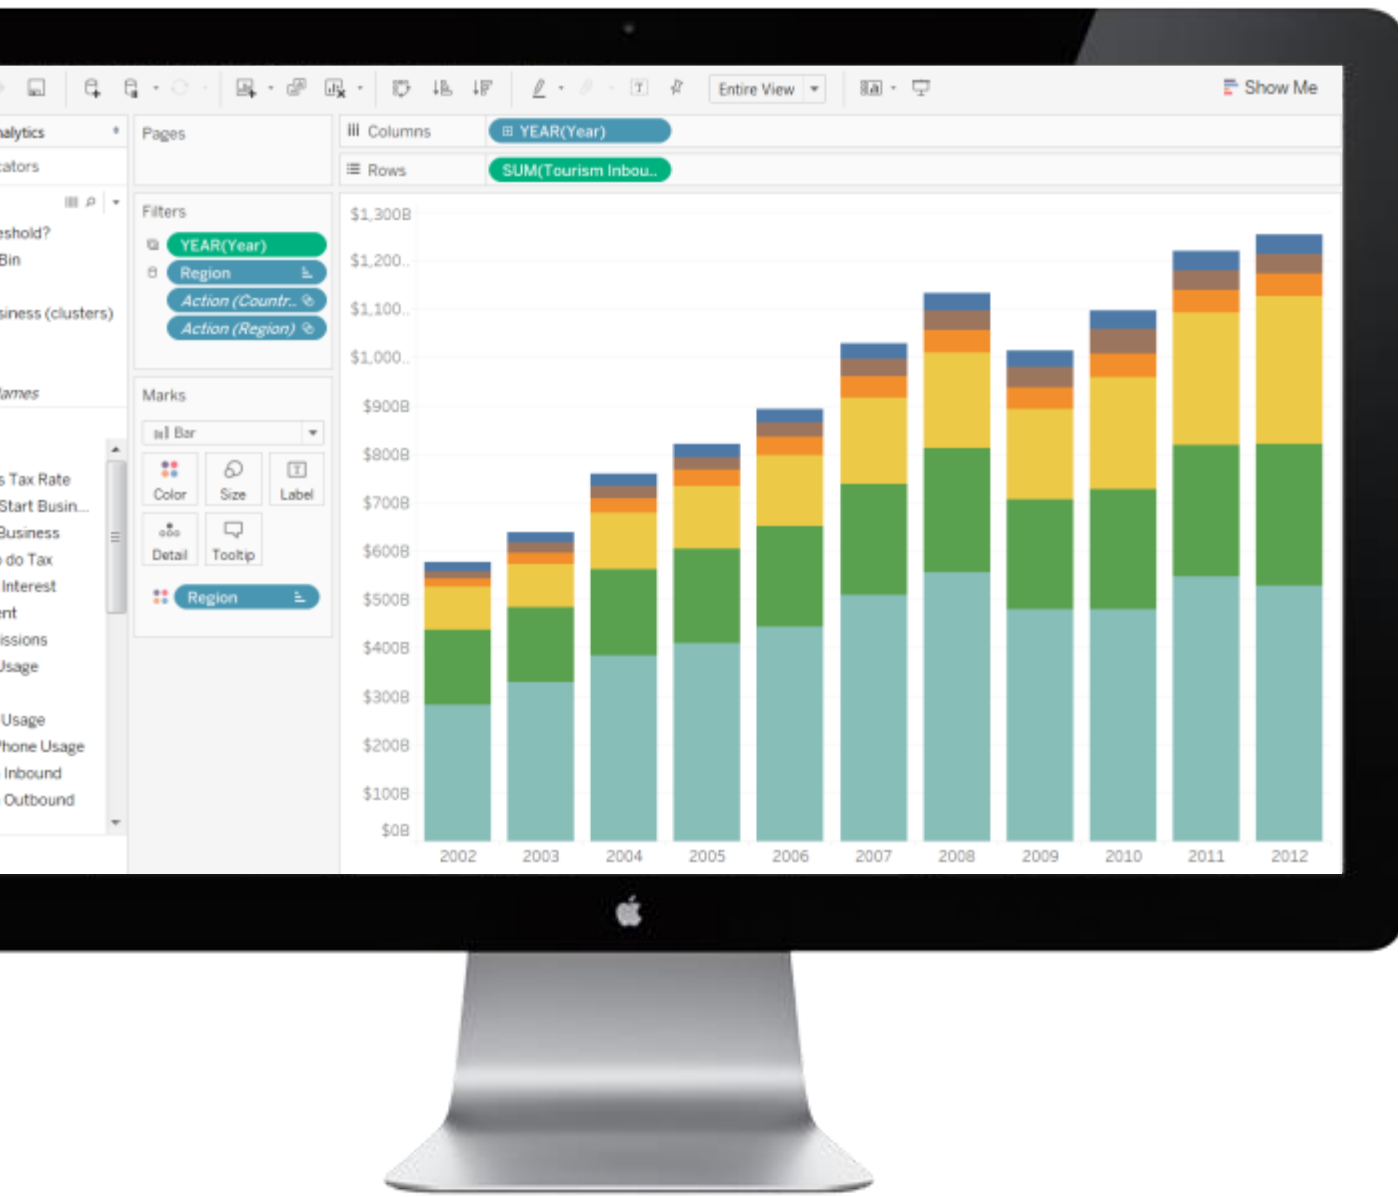 Entire View
Show Me
nalytics
Pages
Columns
YEAR(Year)
cators
Rows
SUM(Tourism Inbou..
Filters
YEAR(Year)
Region
Action (Countr..
Action (Region)
eshold?
Bin
siness (clusters)
lames
Marks
Bar
Color
Size
Label
Detail
Tooltip
Region
s Tax Rate
Start Busin...
Business
o do Tax
Interest
ent
issions
Usage
Usage
Phone Usage
Inbound
Outbound
$1,300B
$1,200..
$1,100..
$1,000..
$900B
$800B
$700B
$600B
$500B
$400B
$300B
$200B
$100B
$0B
2002 2003 2004 2005 2006 2007 2008 2009 2010 2011 2012